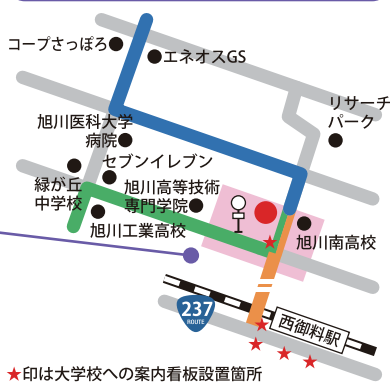 コープさっぽろ
エネオスGS
リサーチ
パーク
旭川医科大学
病院
セブンイレブン
緑が丘
中学校
旭川高等技術
専門学院
旭川工業高校
旭川南高校
237
ROUTE
西御料駅
★印は大学校への案内看板設置箇所